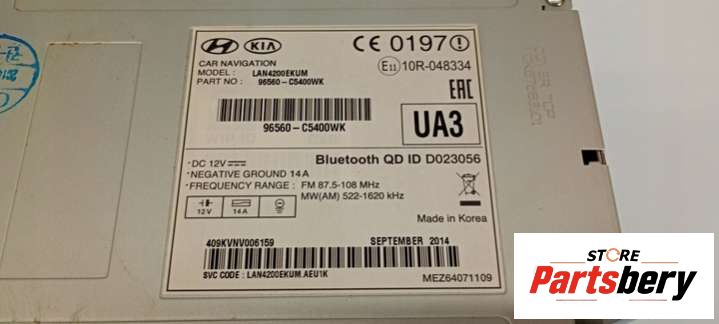 HYUNDAI KIA
CE 0197
CAR NAVIGATION
MODEL : LAN4200EKUM
PART NO. : 96560-C5400WK
E11 10R-048334
EAC
96560-C5400WK
UA3
Bluetooth QD ID D023056
•DC 12V
•NEGATIVE GROUND 14A
•FREQUENCY RANGE : FM 87.5-108 MHz
MW(AM) 522-1620 kHz
12V 14A
Made in Korea
409KVNV006159
SEPTEMBER 2014
SVC CODE : LAN4200EKUM.AEU1K
MEZ64071109
STORE
Partsbery